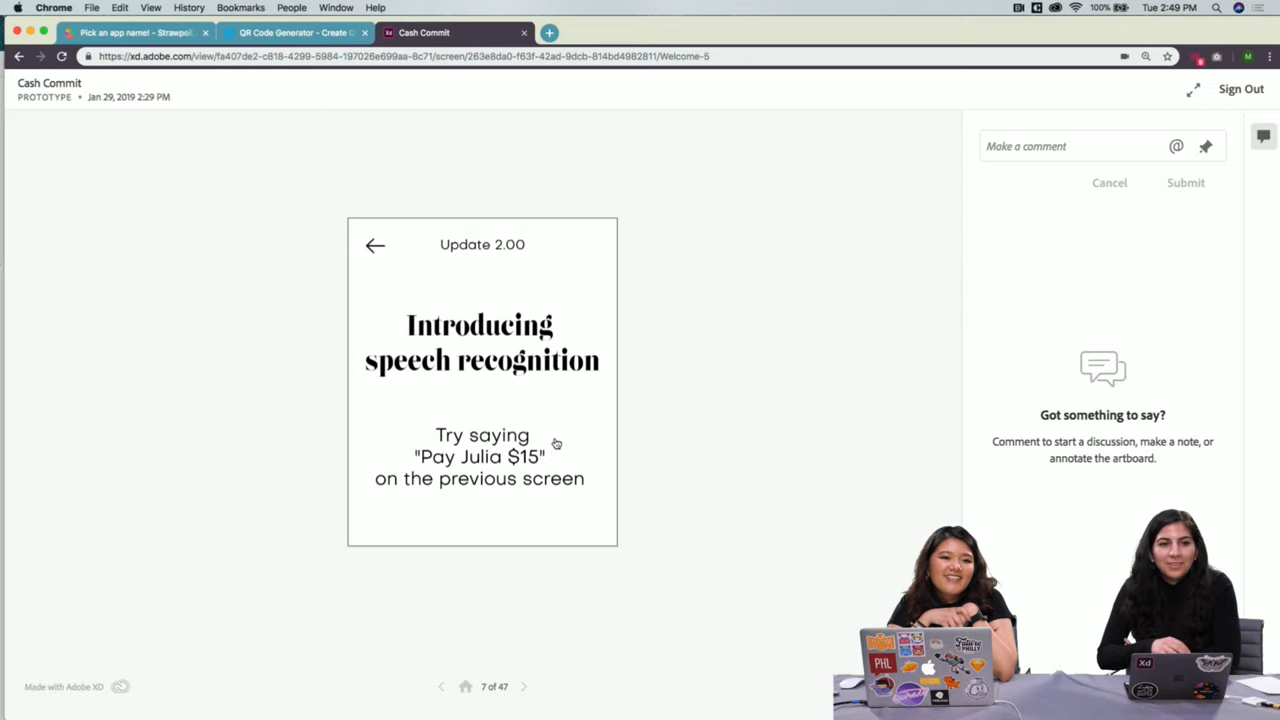 Chrome File Edit View History Bookmarks People Window Help 100% Tue 2:49 PM
Pick an app name! - Strawpoll QR Code Generator - Create Cash Commit
https://xd.adobe.com/view/fa407de2-c818-4299-5984-197026e699aa-8c71/screen/263e8da0-f63f-42ad-9dcb-814bd4982811/Welcome-5
Cash Commit
PROTOTYPE • Jan 29, 2019 2:29 PM
Sign Out
Make a comment @
Cancel Submit
Update 2.00
Introducing
speech recognition
Try saying
"Pay Julia $15"
on the previous screen
Got something to say?
Comment to start a discussion, make a note, or
annotate the artboard.
Future
PHILLY
PHL
Xd
Made with Adobe XD
7 of 47